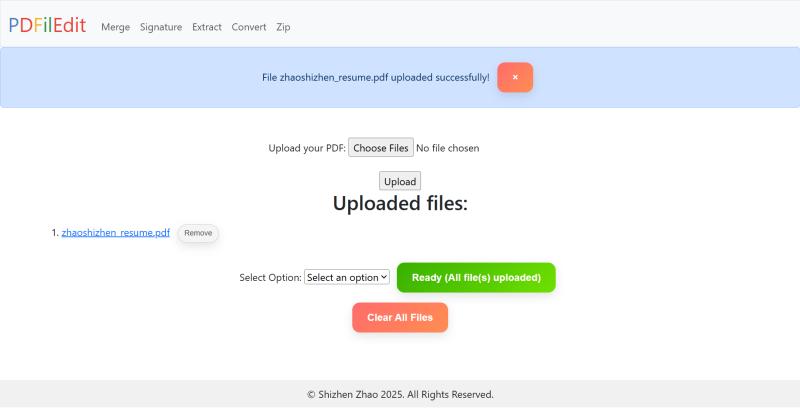 PDFilEdit Merge Signature Extract Convert Zip
File zhaoshizhen_resume.pdf uploaded successfully! ×
Upload your PDF: Choose Files No file chosen
Upload
Uploaded files:
1. zhaoshizhen_resume.pdf Remove
Select Option: Select an option Ready (All file(s) uploaded)
Clear All Files
© Shizhen Zhao 2025. All Rights Reserved.